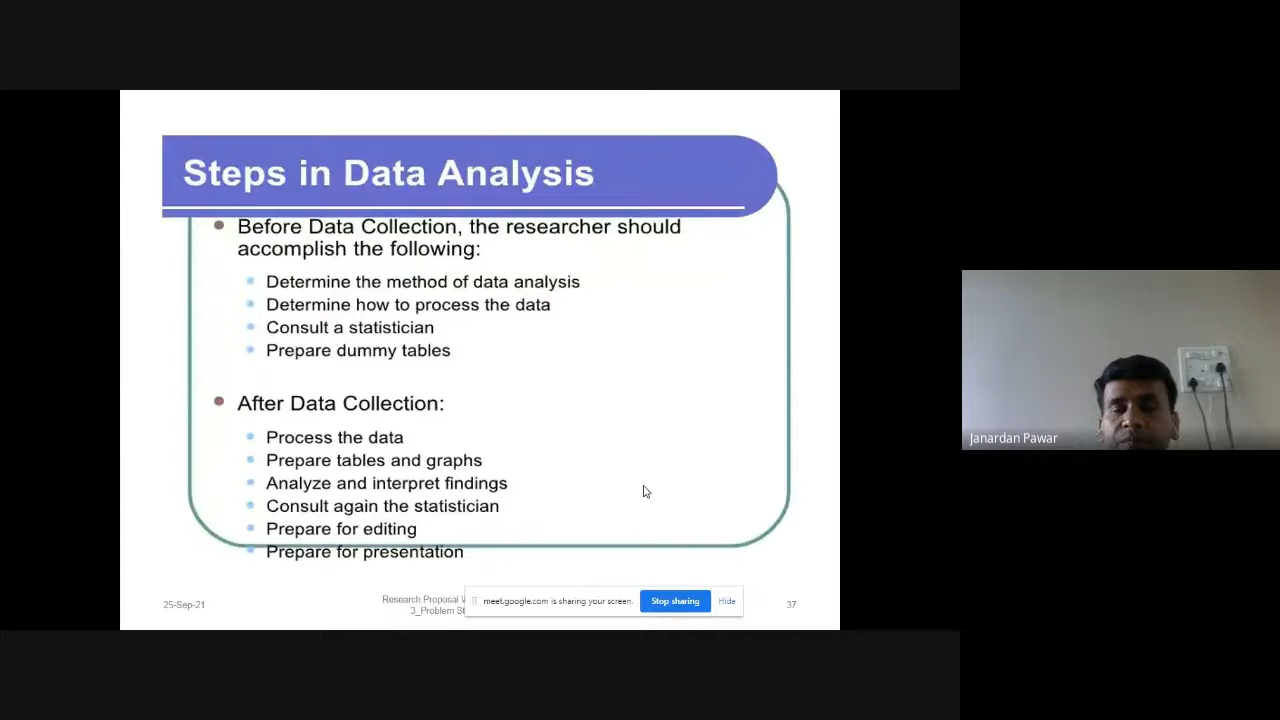 Steps in Data Analysis
Before Data Collection, the researcher should
accomplish the following:
Determine the method of data analysis
Determine how to process the data
Consult a statistician
Prepare dummy tables
After Data Collection:
Process the data
Prepare tables and graphs
Analyze and interpret findings
Consult again the statistician
Prepare for editing
Prepare for presentation
25-Sep-21
Research Proposal
3_Problem
37
meet.google.com is sharing your screen.
Stop sharing
Hide
Janardan Pawar